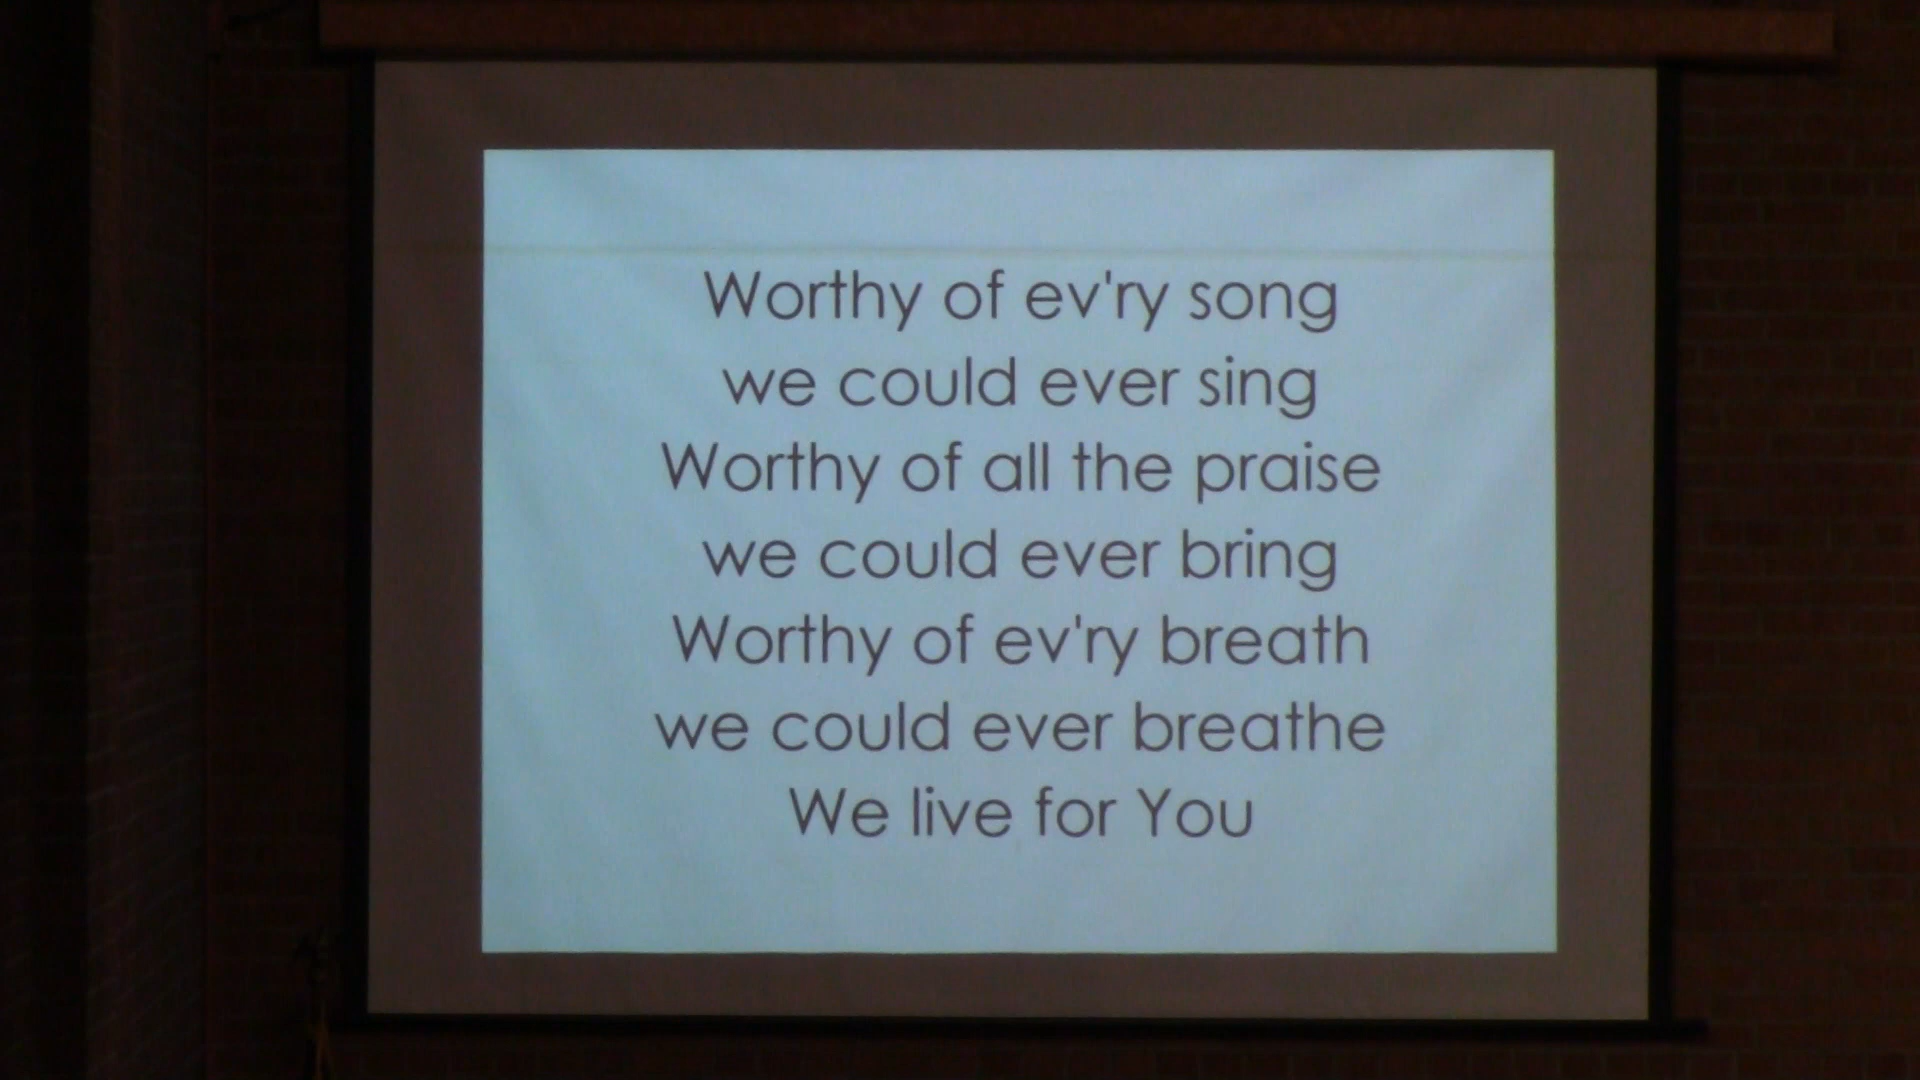 Worthy of ev'ry song
we could ever sing
Worthy of all the praise
we could ever bring
Worthy of ev'ry breath
we could ever breathe
We live for You